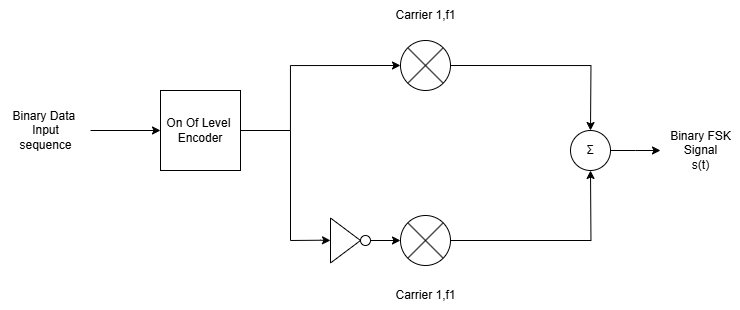 Carrier 1,f1
Binary Data
Input
sequence
On Of Level
Encoder
Σ
Binary FSK
Signal
s(t)
Carrier 1,f1